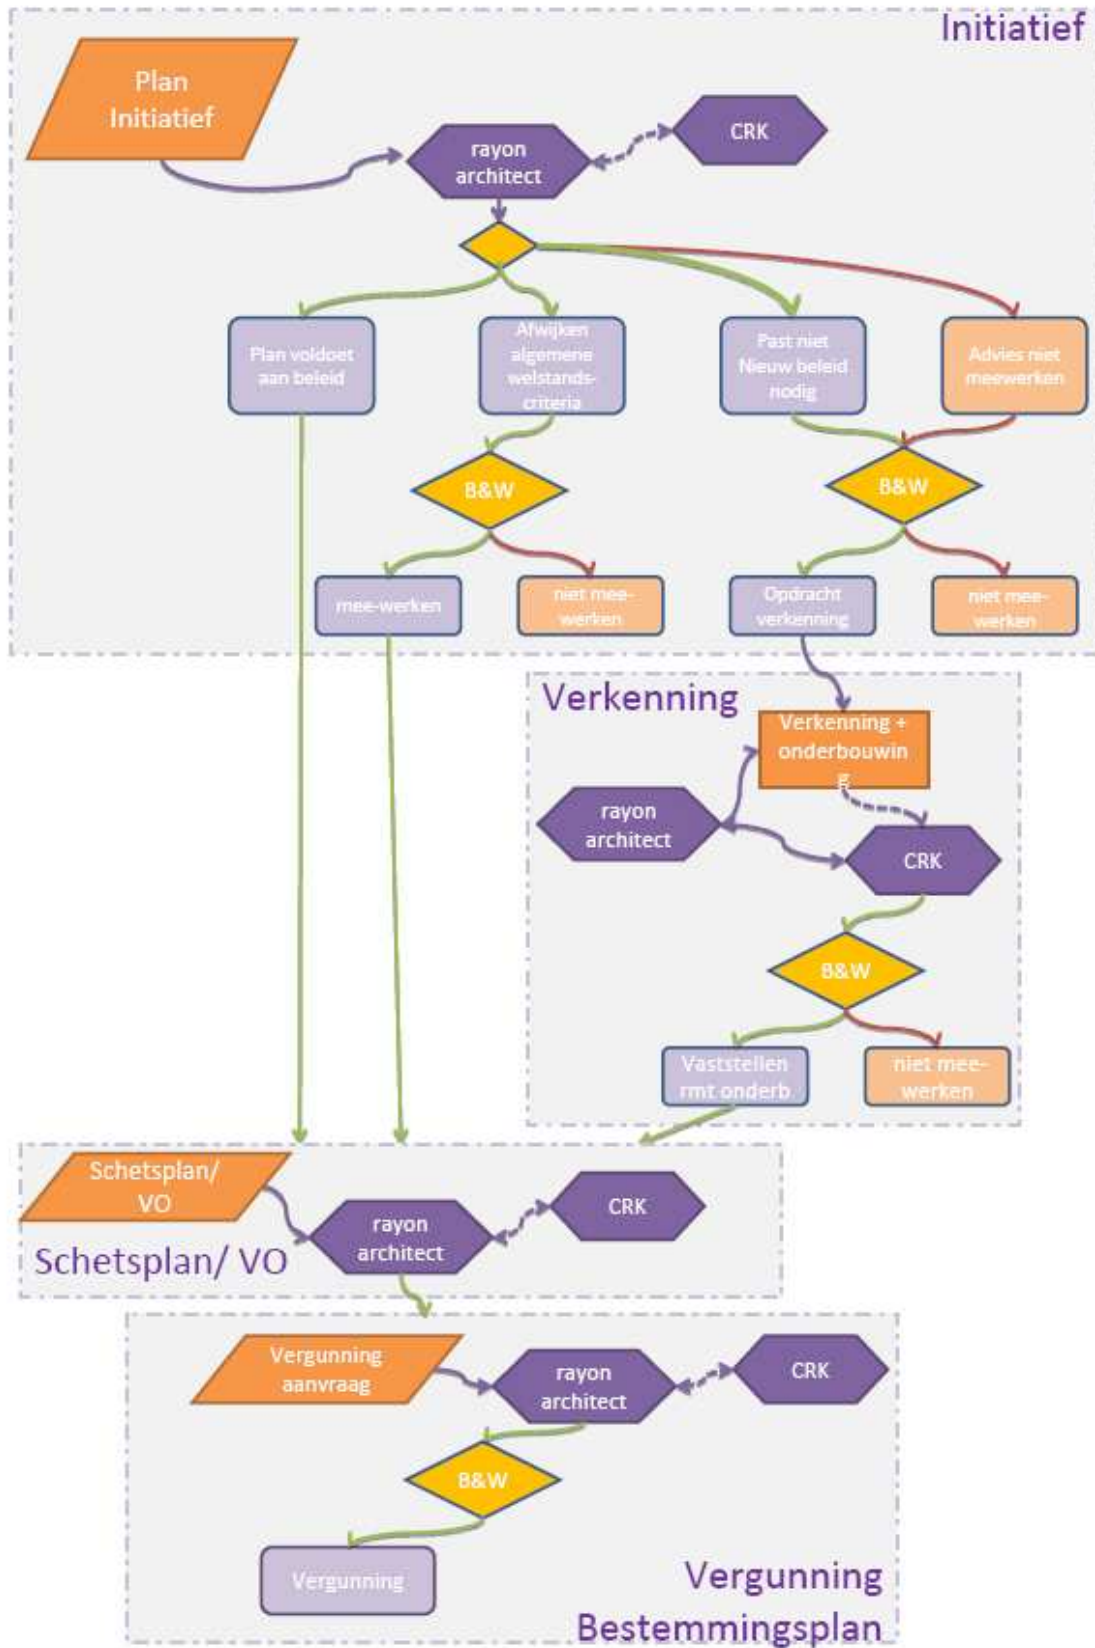 Initiatief
Plan
Initiatief
CRK
rayon
architect
Plan voldoet
aan beleid
Afwijken
algemene
welstands-
criteria
Past niet
Nieuw beleid
nodig
Advies niet
meewerken
B&W
B&W
mee-werken
niet mee-
werken
Opdracht
verkenning
niet mee-
werken
Verkenning
Verkenning +
onderbouwin
g
rayon
architect
CRK
B&W
Vaststellen
rmt onderb
niet mee-
werken
Schetsplan/
VO
rayon
architect
CRK
Schetsplan/ VO
Vergunning
aanvraag
rayon
architect
CRK
B&W
Vergunning
Vergunning
Bestemmingsplan